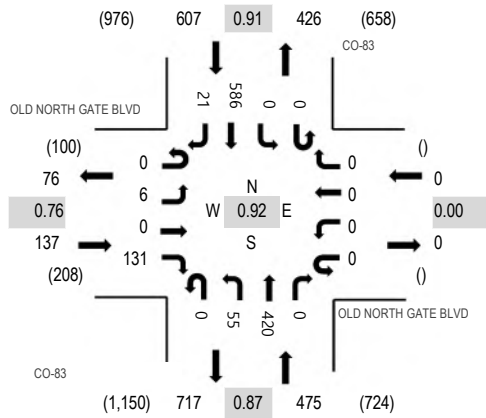 (976) 607 0.91 426 (658)
CO-83
21 586 0 0
OLD NORTH GATE BLVD
(100) ()
0 0
76 0
6 0
N
0.76 W 0.92 E 0.00
0 0
137 0
S
131 0
(208) ()
0 55 420 0
OLD NORTH GATE BLVD
CO-83
(1,150) 717 0.87 475 (724)